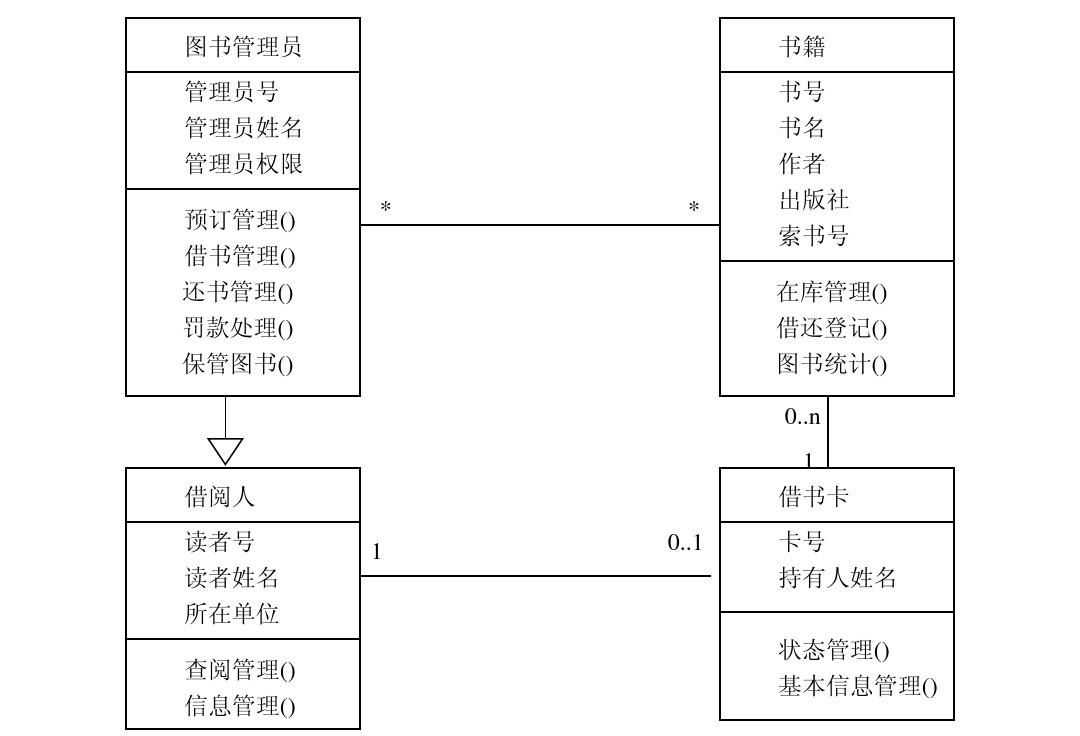 图书管理员
管理员号
管理员姓名
管理员权限
预订管理()
借书管理()
还书管理()
罚款处理()
保管图书()
*
*
书籍
书号
书名
作者
出版社
索书号
在库管理()
借还登记()
图书统计()
0..n
1
借阅人
读者号
读者姓名
所在单位
查阅管理()
信息管理()
1
0..1
借书卡
卡号
持有人姓名
状态管理()
基本信息管理()